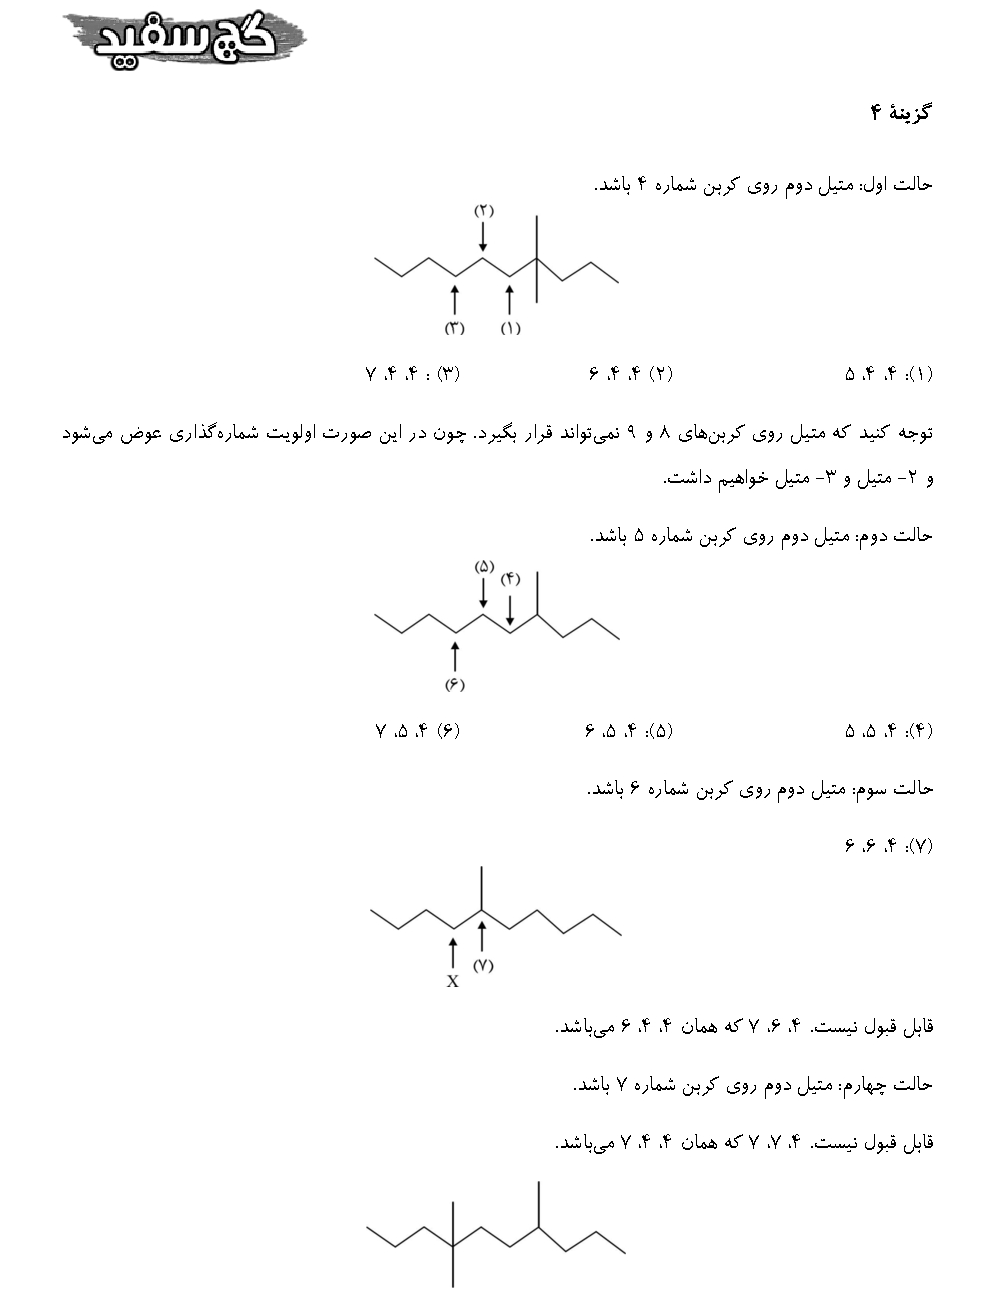 گچ سفید
گزینهٔ ۴
حالت اول: متیل دوم روی کربن شماره ۴ باشد.
(۲)
(۳) (۱)
(۱): ۴، ۴، ۵ (۲) ۴، ۴، ۶ (۳) : ۴، ۴، ۷
توجه کنید که متیل روی کربن‌های ۸ و ۹ نمی‌تواند قرار بگیرد. چون در این صورت اولویت شماره‌گذاری عوض می‌شود
و ۲- متیل و ۳- متیل خواهیم داشت.
حالت دوم: متیل دوم روی کربن شماره ۵ باشد.
(۵) (۴)
(۶)
(۴): ۴، ۵، ۵ (۵): ۴، ۵، ۶ (۶) ۴، ۵، ۷
حالت سوم: متیل دوم روی کربن شماره ۶ باشد.
(۷): ۴، ۶، ۶
X (۷)
قابل قبول نیست. ۴، ۶، ۷ که همان ۴، ۴، ۶ می‌باشد.
حالت چهارم: متیل دوم روی کربن شماره ۷ باشد.
قابل قبول نیست. ۴، ۷، ۷ که همان ۴، ۴، ۷ می‌باشد.